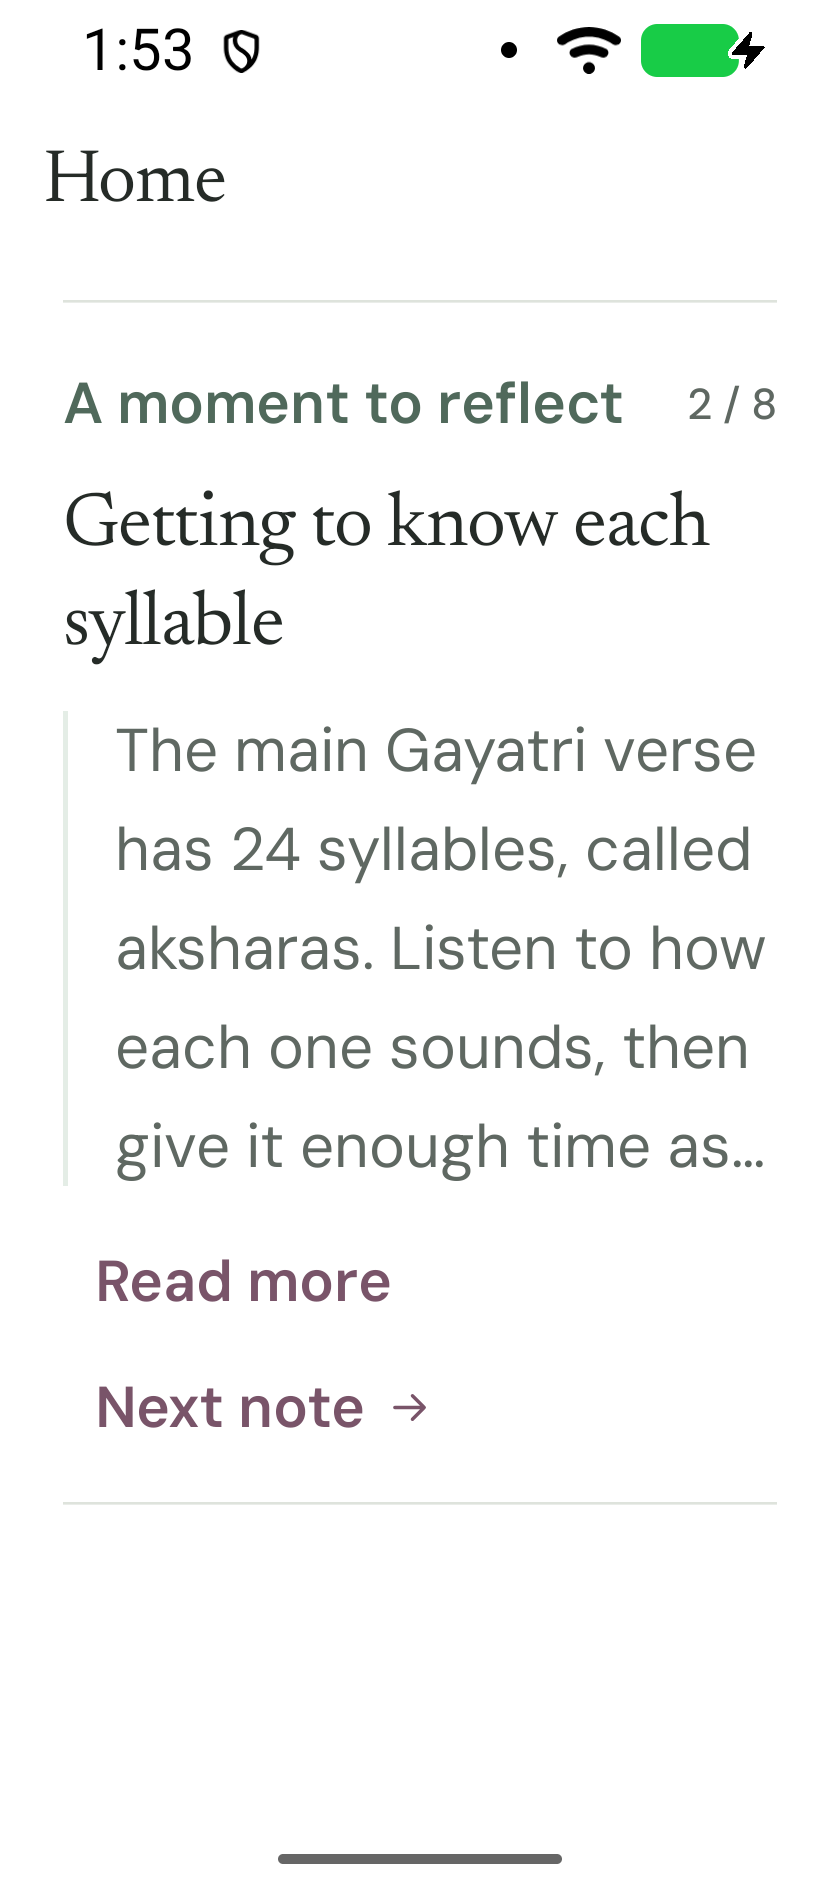 1:53
Home
A moment to reflect 2 / 8
Getting to know each
syllable
The main Gayatri verse
has 24 syllables, called
aksharas. Listen to how
each one sounds, then
give it enough time as…
Read more
Next note →